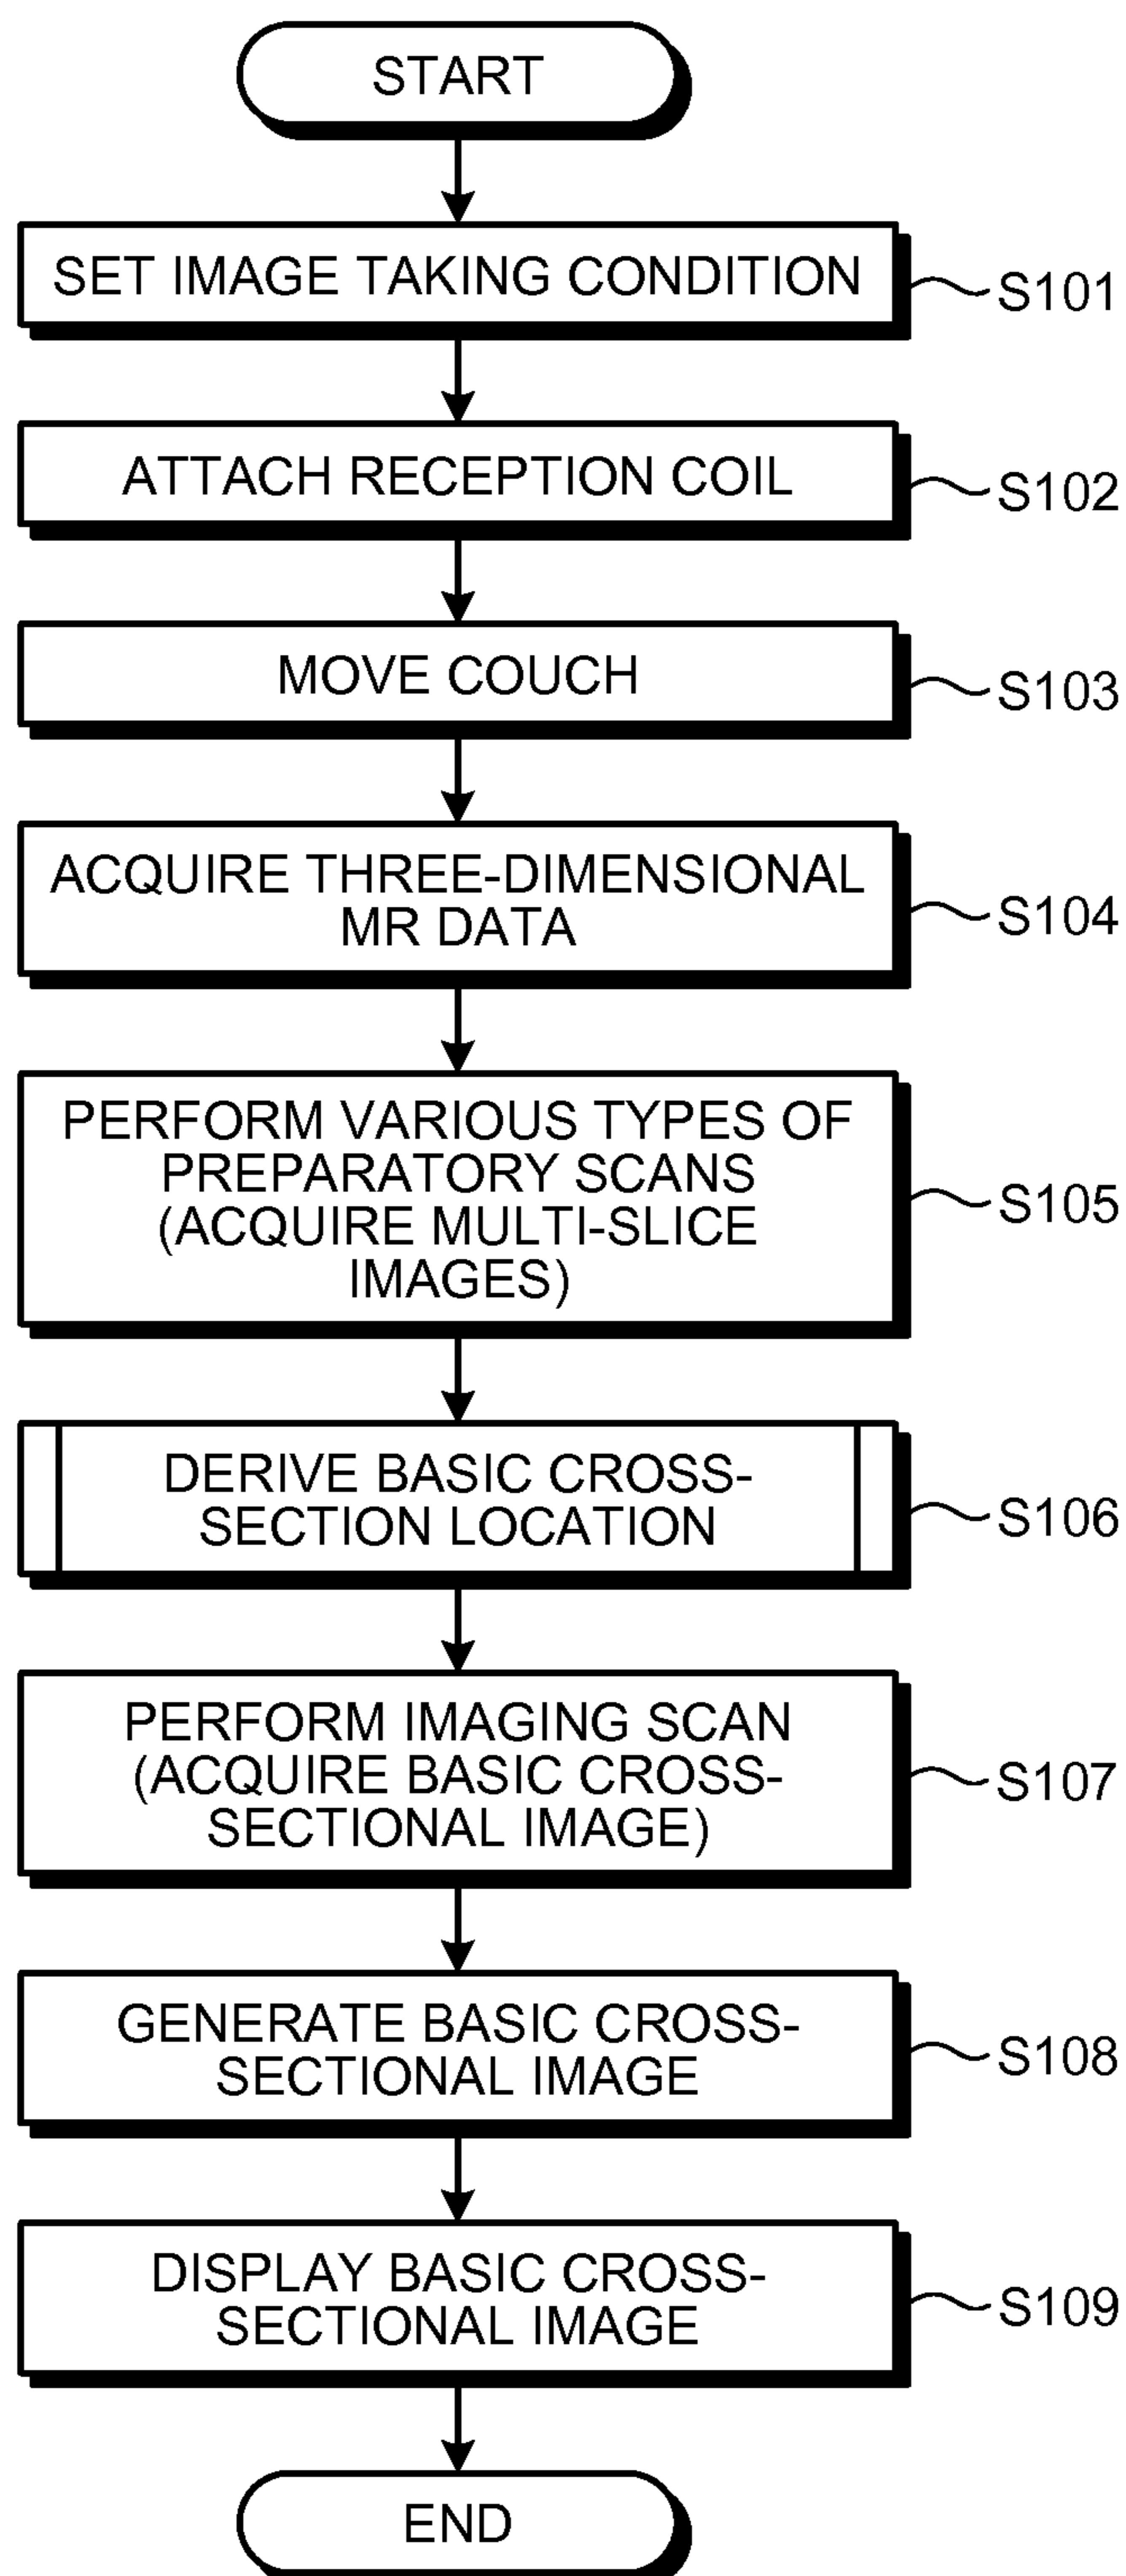 START
SET IMAGE TAKING CONDITION
S101
ATTACH RECEPTION COIL
S102
MOVE COUCH
S103
ACQUIRE THREE-DIMENSIONAL
MR DATA
S104
PERFORM VARIOUS TYPES OF
PREPARATORY SCANS
(ACQUIRE MULTI-SLICE
IMAGES)
S105
DERIVE BASIC CROSS-
SECTION LOCATION
S106
PERFORM IMAGING SCAN
(ACQUIRE BASIC CROSS-
SECTIONAL IMAGE)
S107
GENERATE BASIC CROSS-
SECTIONAL IMAGE
S108
DISPLAY BASIC CROSS-
SECTIONAL IMAGE
S109
END